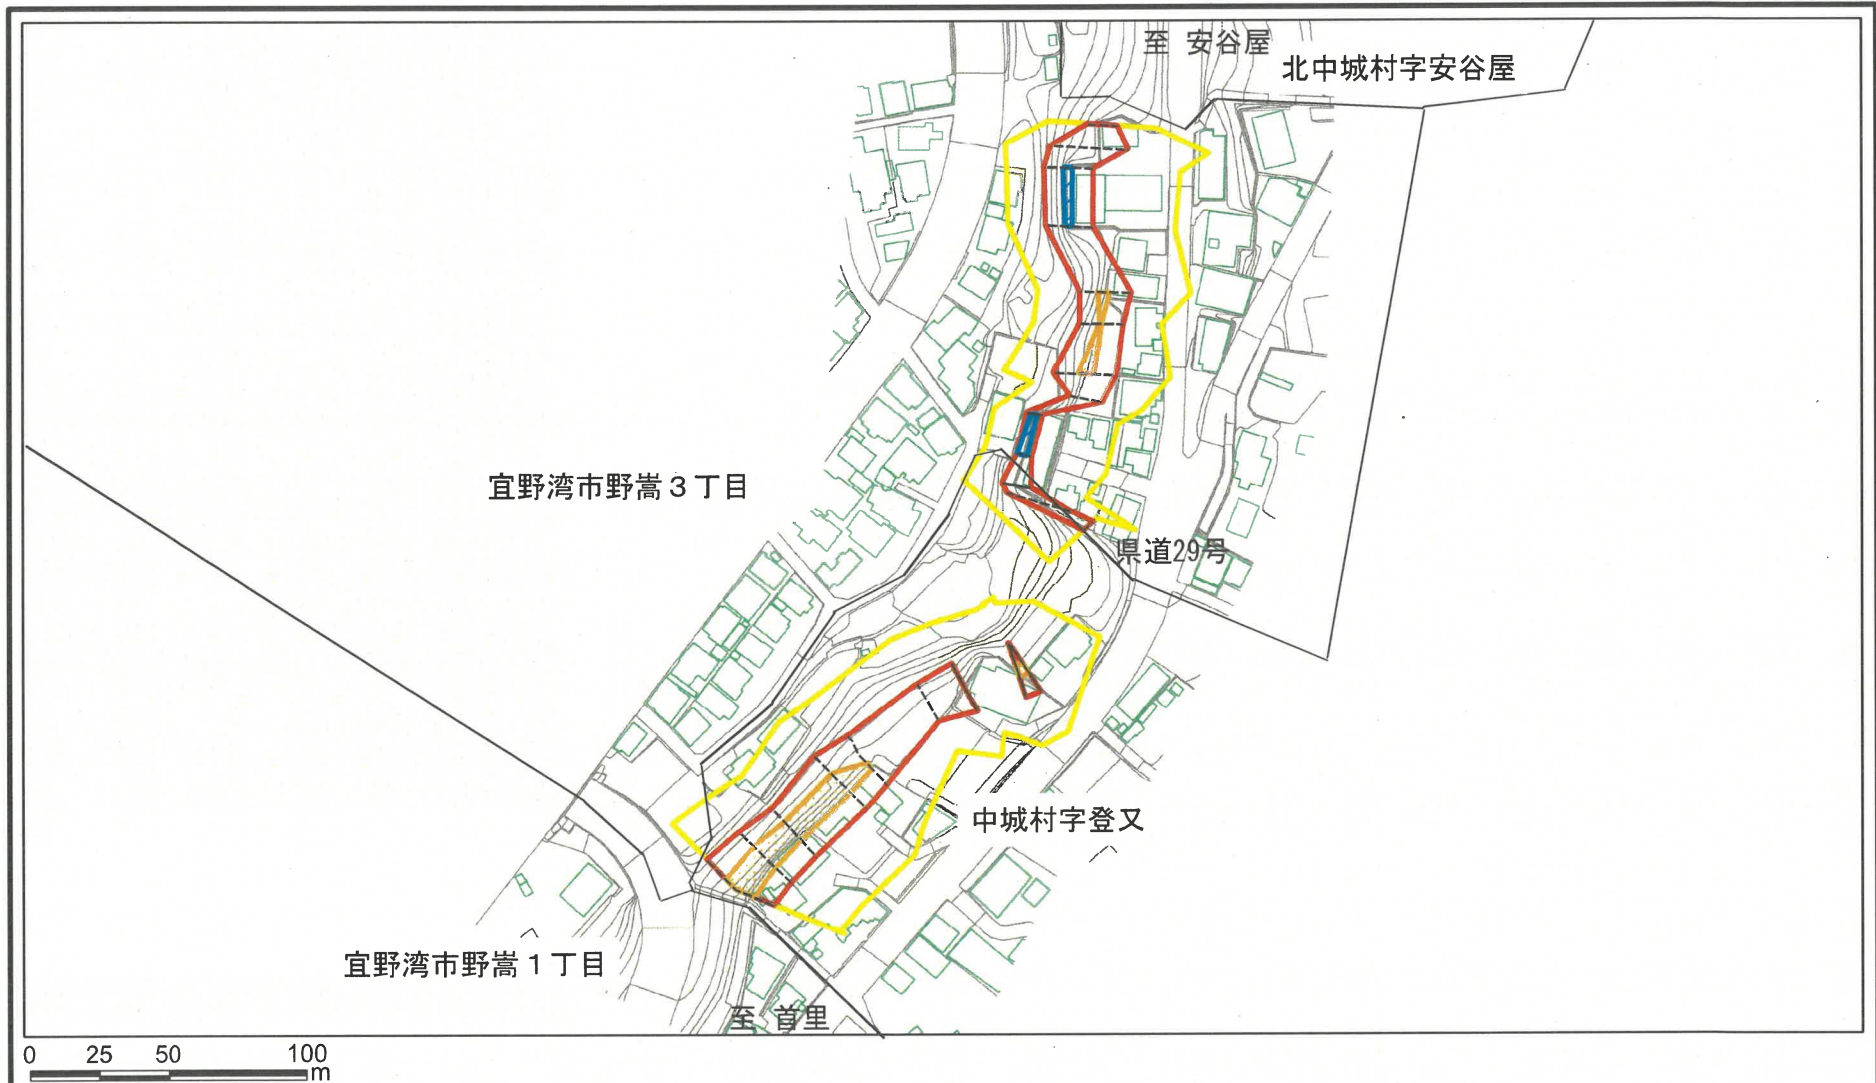 至 安谷屋
北中城村字安谷屋
宜野湾市野嵩３丁目
県道29号
中城村字登又
宜野湾市野嵩１丁目
至 首里
0 25 50 100
m